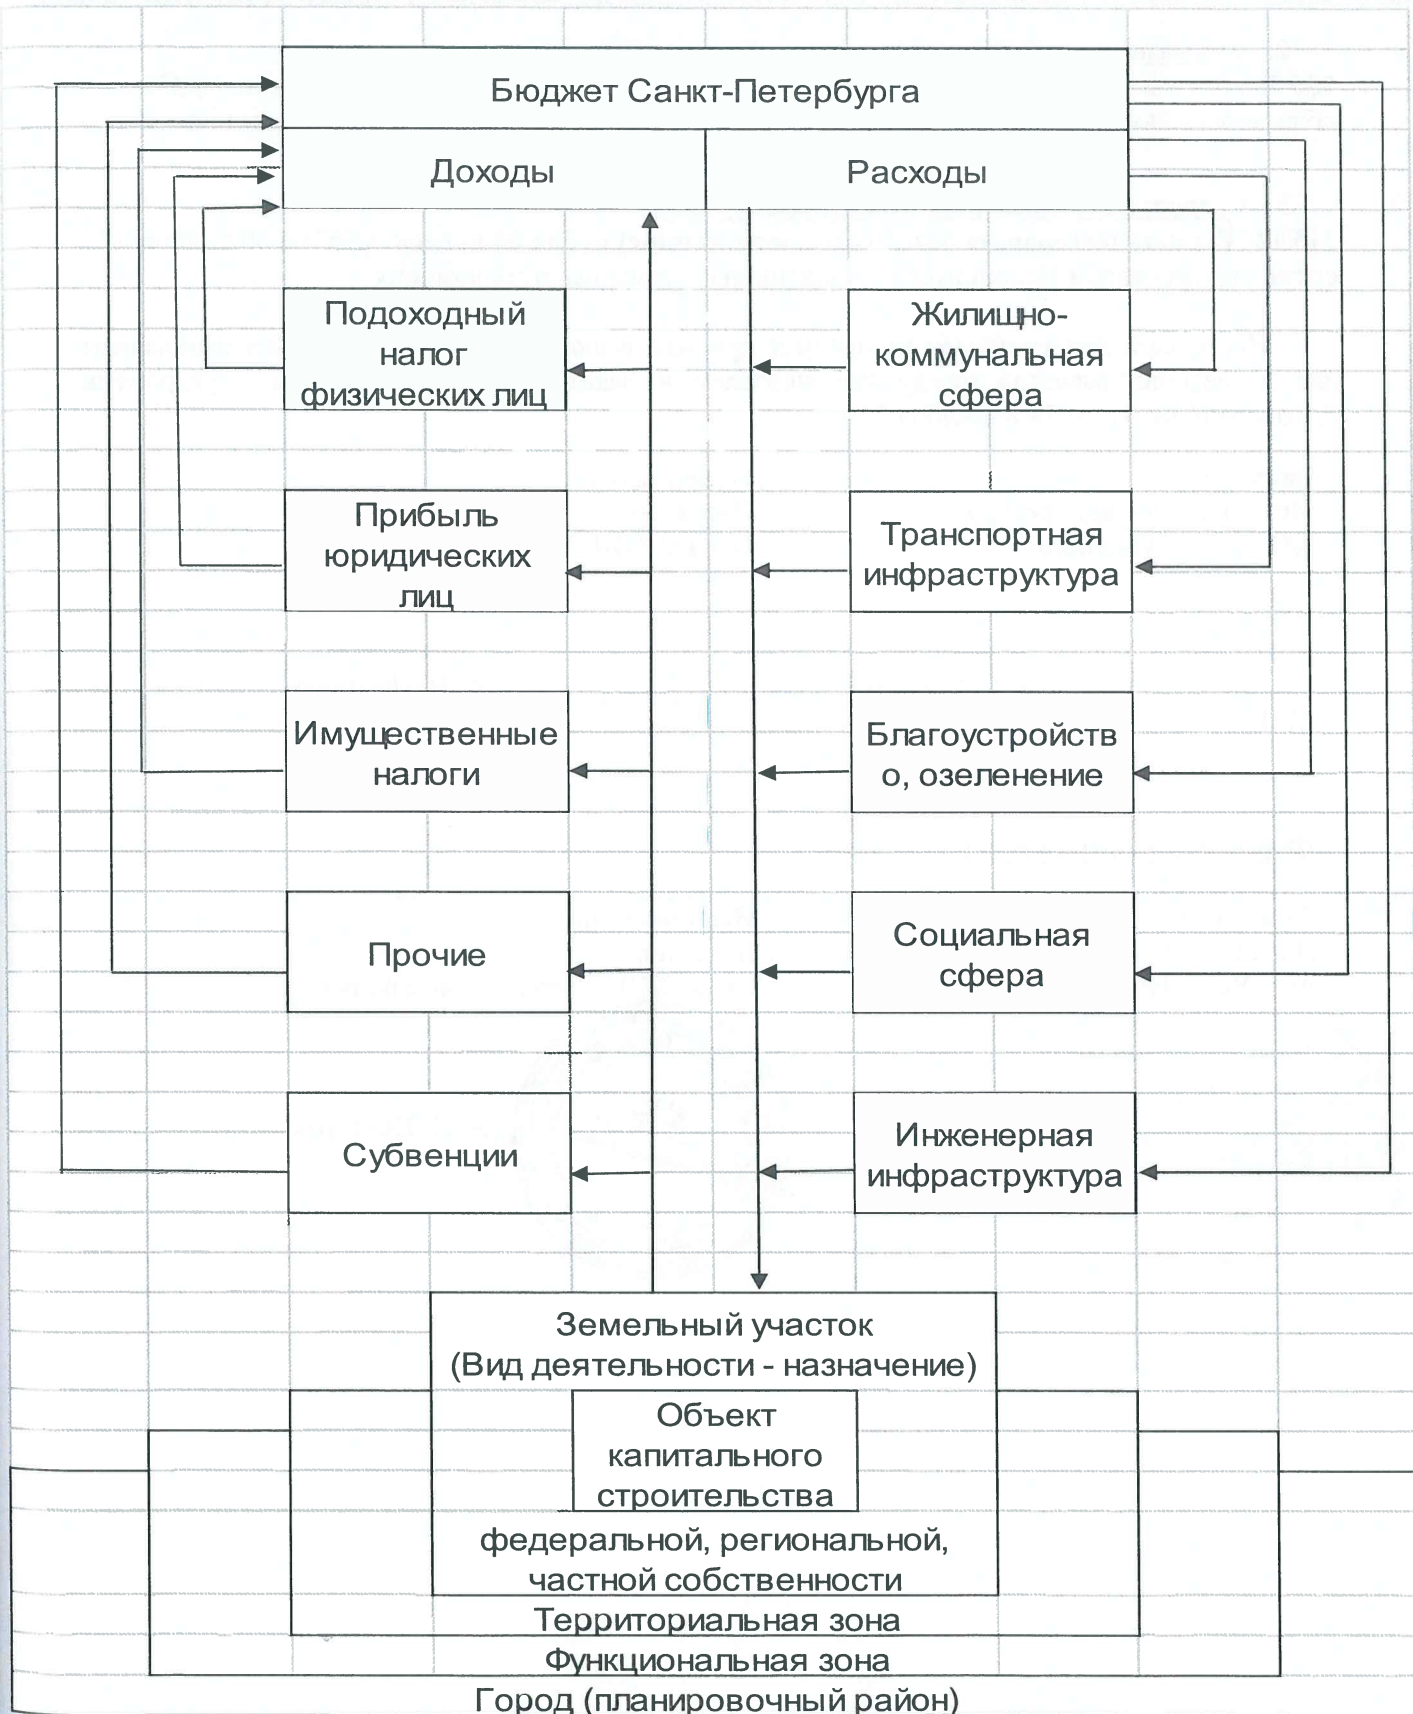 Бюджет Санкт-Петербурга
Доходы
Расходы
Подоходный
налог
физических лиц
Жилищно-
коммунальная
сфера
Прибыль
юридических
лиц
Транспортная
инфраструктура
Имущественные
налоги
Благоустройств
о, озеленение
Прочие
Социальная
сфера
Субвенции
Инженерная
инфраструктура
Земельный участок
(Вид деятельности - назначение)
Объект
капитального
строительства
федеральной, региональной,
частной собственности
Территориальная зона
Функциональная зона
Город (планировочный район)